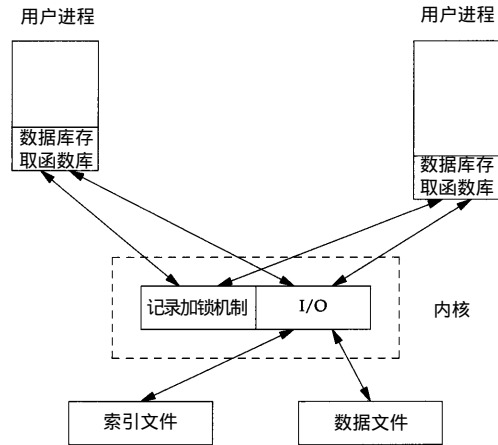 用户进程
用户进程
数据库存
取函数库
数据库存
取函数库
记录加锁机制
I/O
内核
索引文件
数据文件